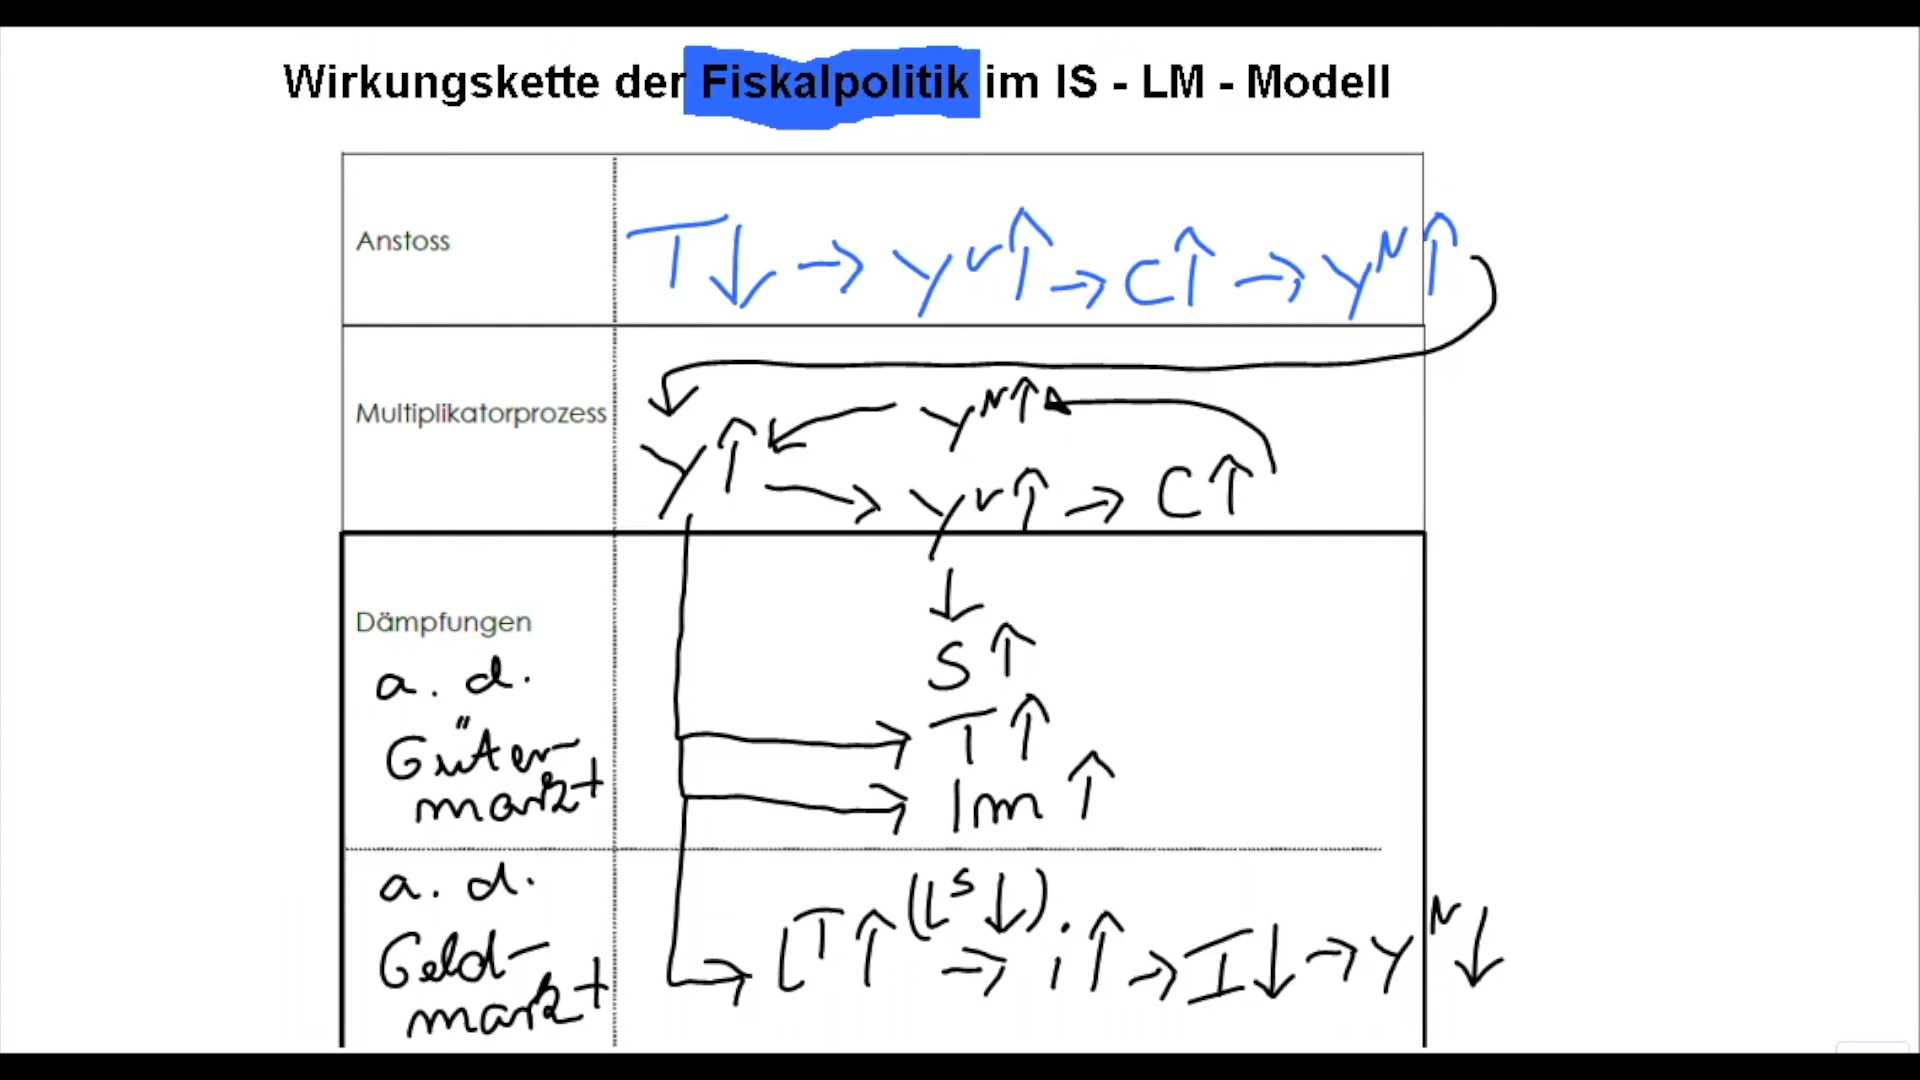 Wirkungskette der Fiskalpolitik im IS - LM - Modell
Anstoss
T↓ → Y^v↑ → C↑ → Y^N↑
Multiplikatorprozess
Y^N↑
Y↑ → Y^v↑ → C↑
Dämpfungen
a. d.
Güter-
markt
↓
S↑
→ T↑
→ Im↑
a. d.
Geld-
markt
(L^S↓)
→ L^T↑ → i↑ → I↓ → Y^N↓